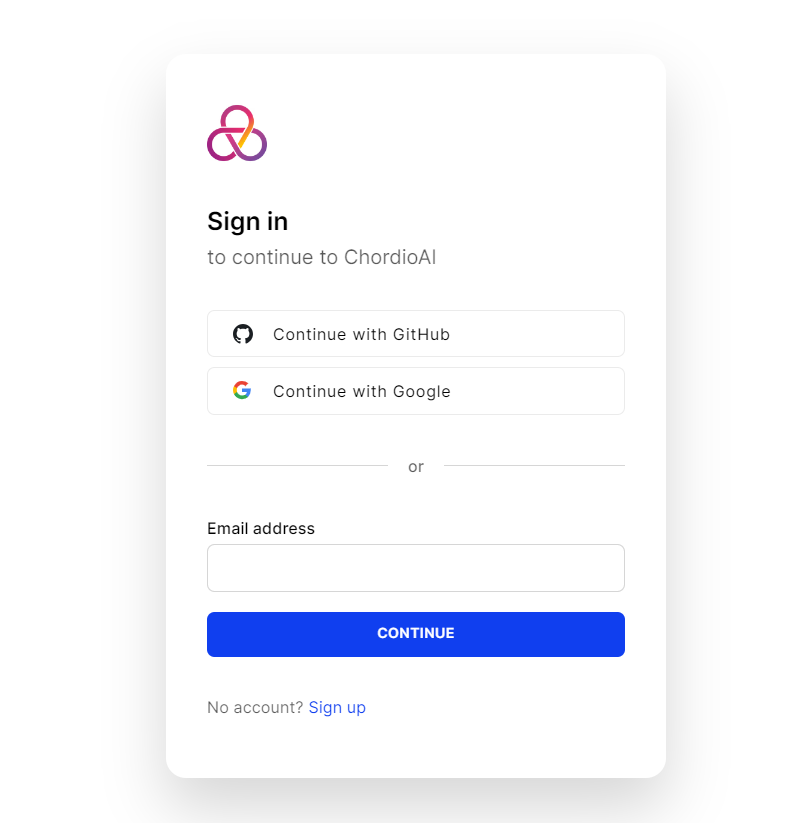 Sign in
to continue to ChordioAI
Continue with GitHub
Continue with Google
or
Email address
CONTINUE
No account? Sign up